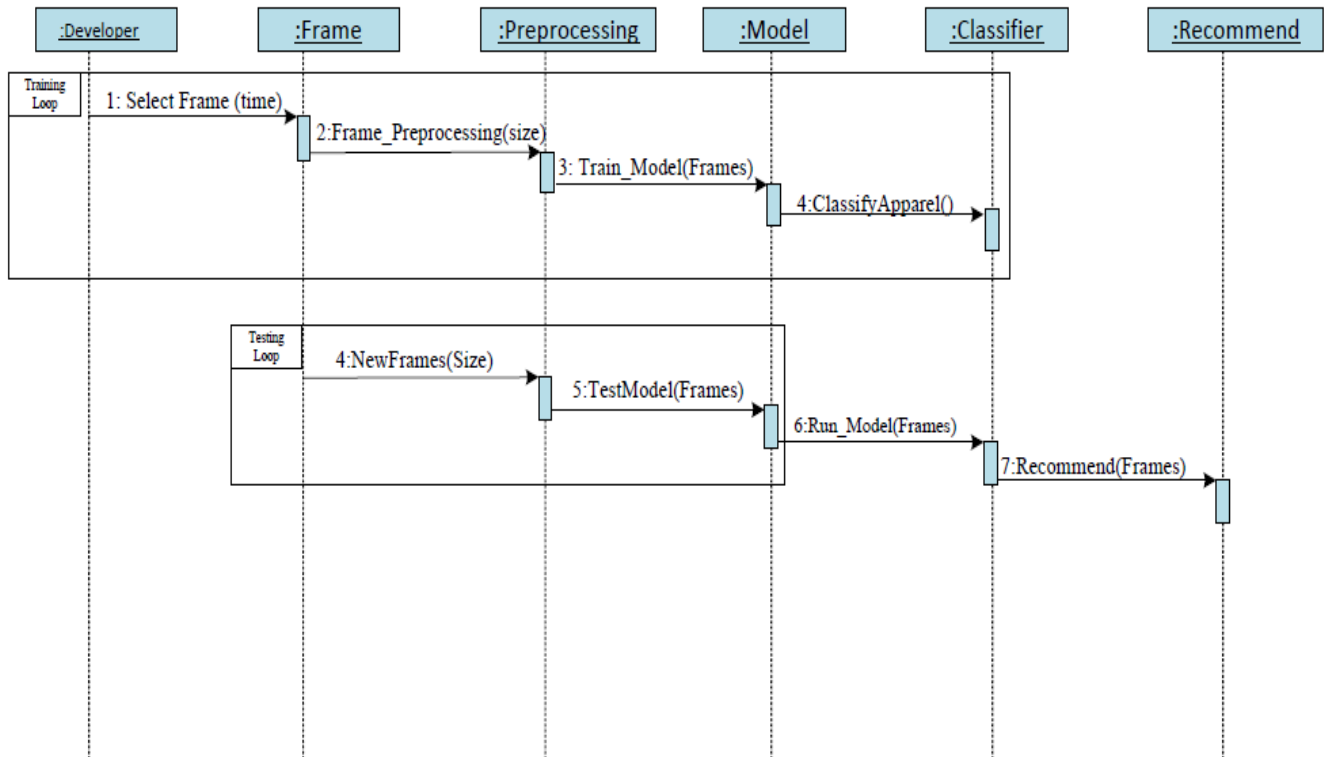 :Developer
:Frame
:Preprocessing
:Model
:Classifier
:Recommend
Training
Loop
1: Select Frame (time)
2:Frame_Preprocessing(size)
3: Train_Model(Frames)
4:ClassifyApparel()
Testing
Loop
4:NewFrames(Size)
5:TestModel(Frames)
6:Run_Model(Frames)
7:Recommend(Frames)